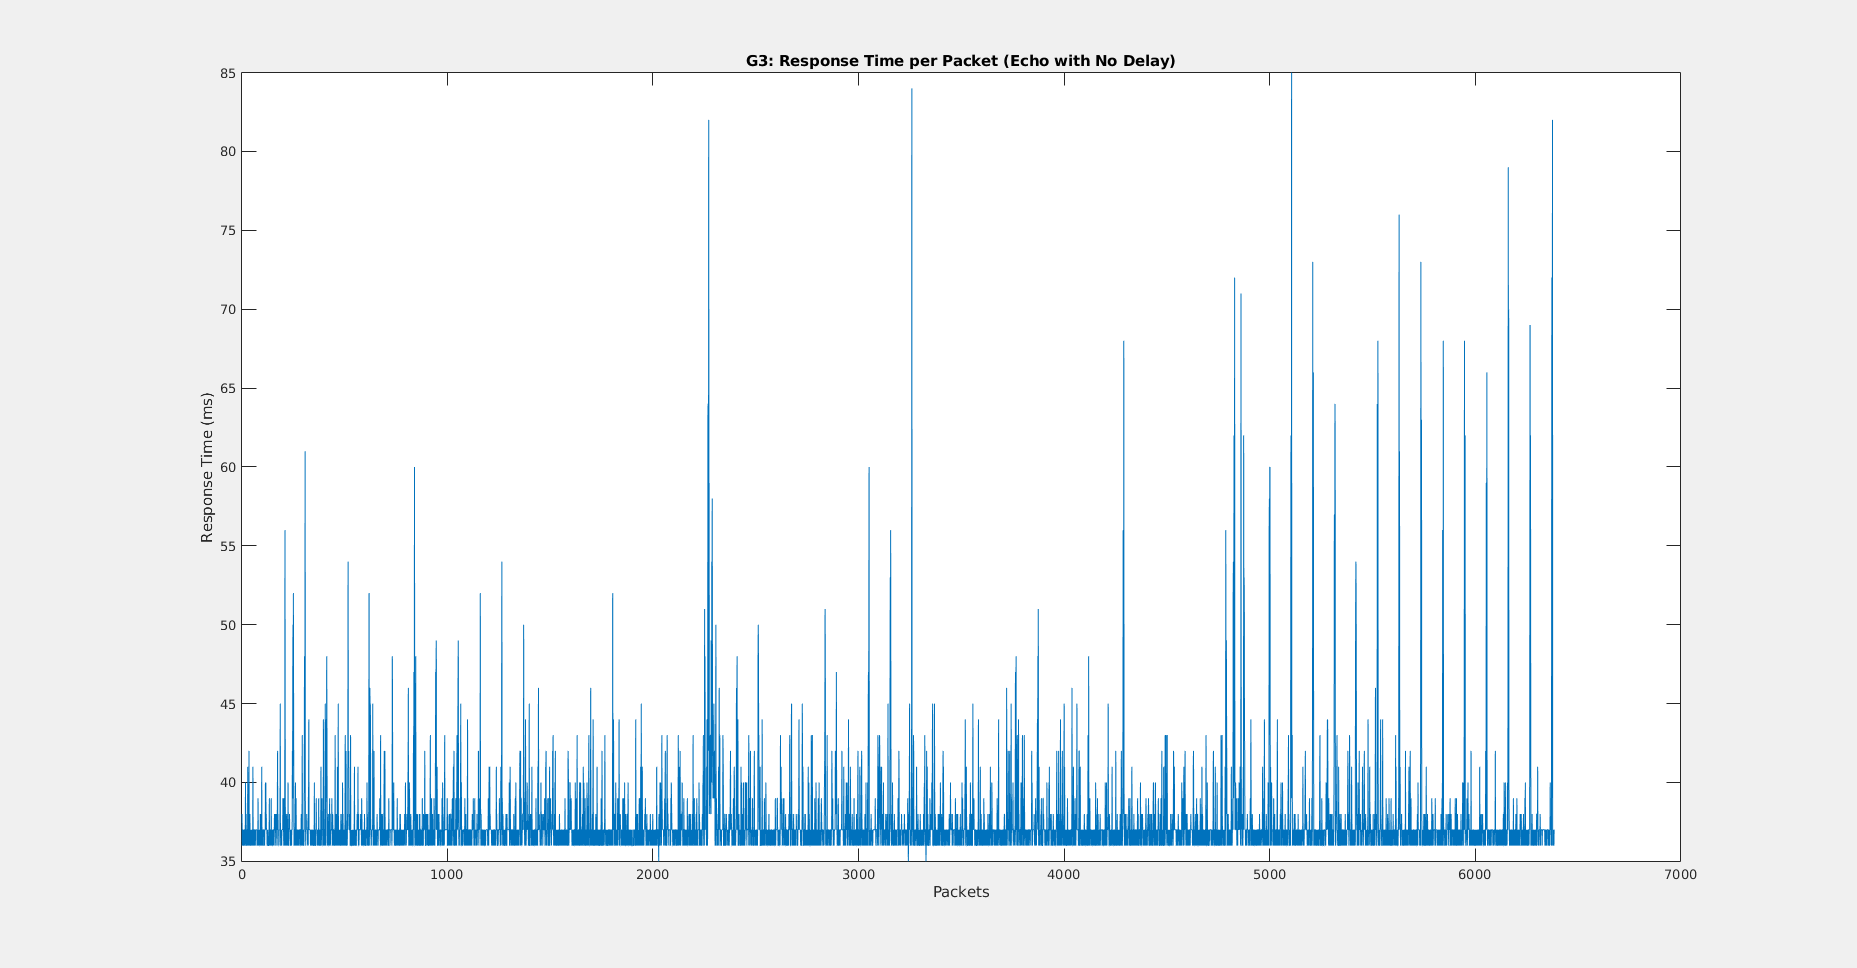 G3: Response Time per Packet (Echo with No Delay)
85
80
75
70
65
60
55
50
45
40
35
Response Time (ms)
0 1000 2000 3000 4000 5000 6000 7000
Packets